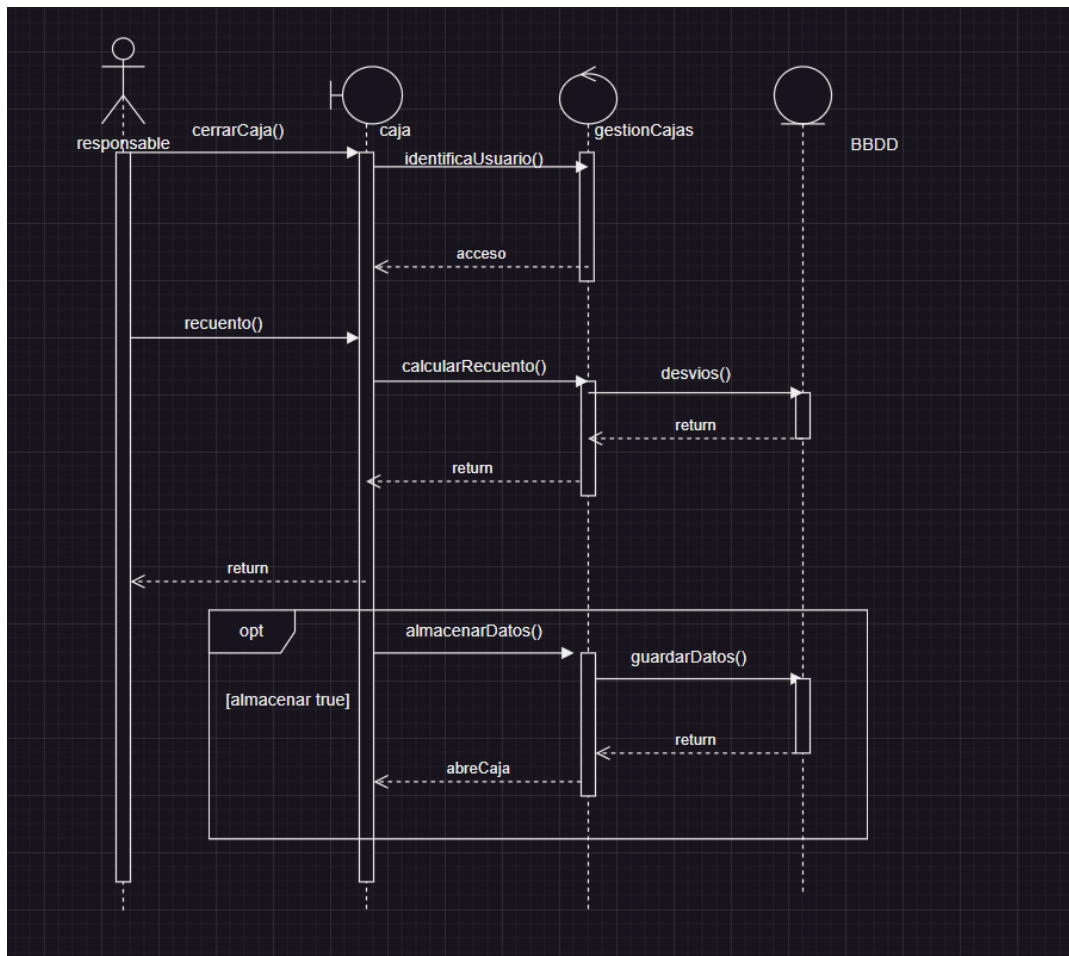 cerrarCaja()
caja
gestionCajas
responsable
BBDD
identificaUsuario()
acceso
recuento()
calcularRecuento()
desvios()
return
return
return
opt
almacenarDatos()
guardarDatos()
[almacenar true]
return
abreCaja